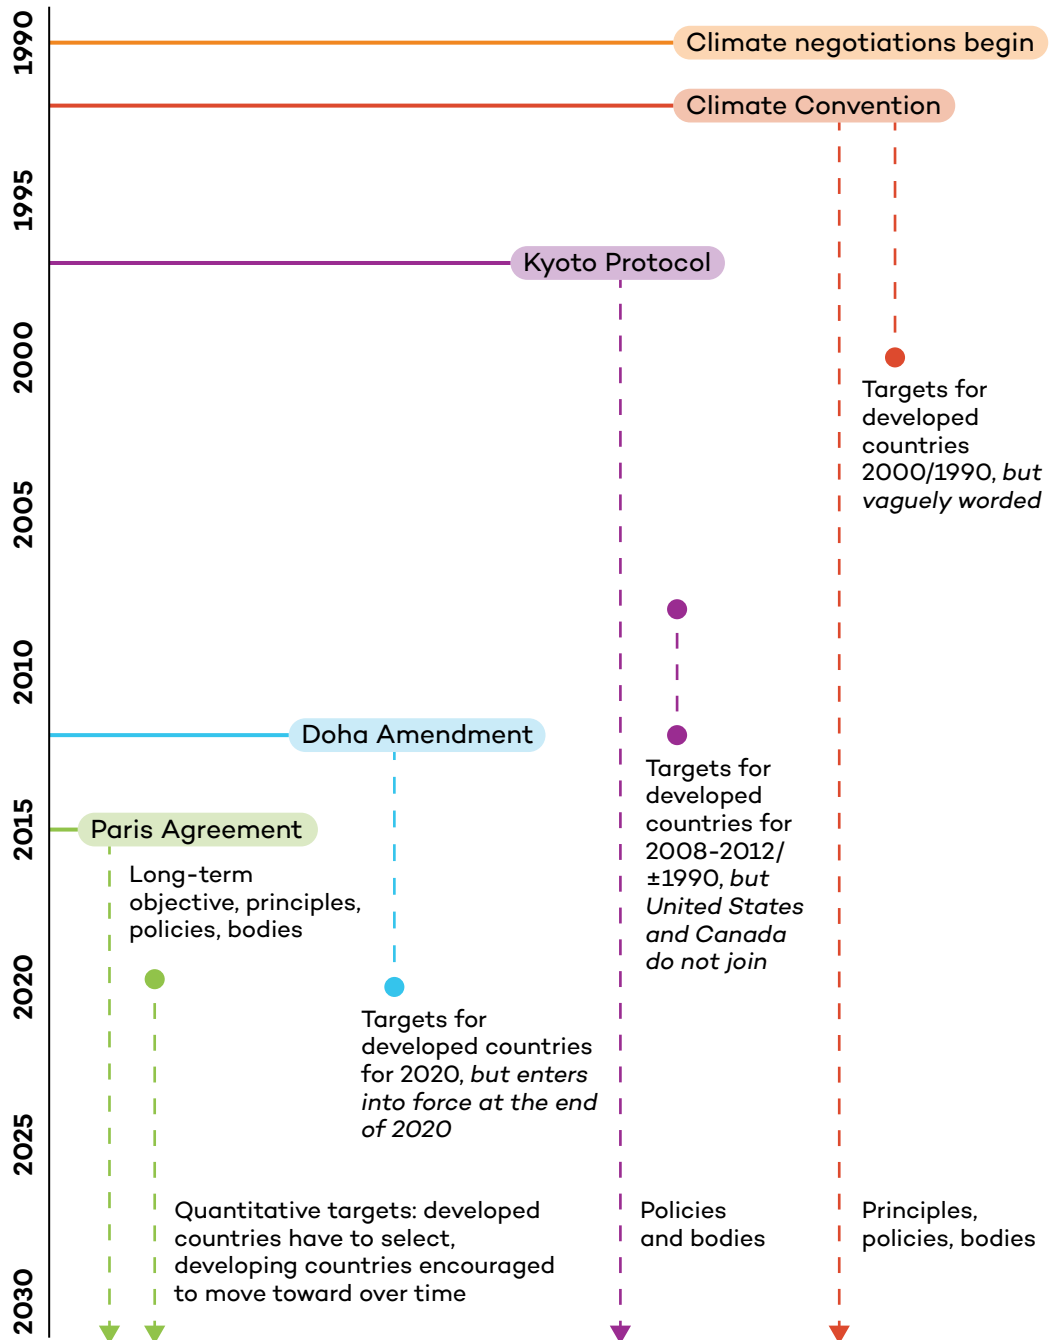 1990
Climate negotiations begin
Climate Convention
1995
Kyoto Protocol
2000
Targets for
developed
countries
2000/1990, but
vaguely worded
2005
2010
Doha Amendment
Targets for
developed
countries for
2008-2012/
±1990, but
United States
and Canada
do not join
2015
Paris Agreement
Long-term
objective, principles,
policies, bodies
2020
Targets for
developed countries
for 2020, but enters
into force at the end
of 2020
2025
Quantitative targets: developed
countries have to select,
developing countries encouraged
to move toward over time
Policies
and bodies
Principles,
policies, bodies
2030